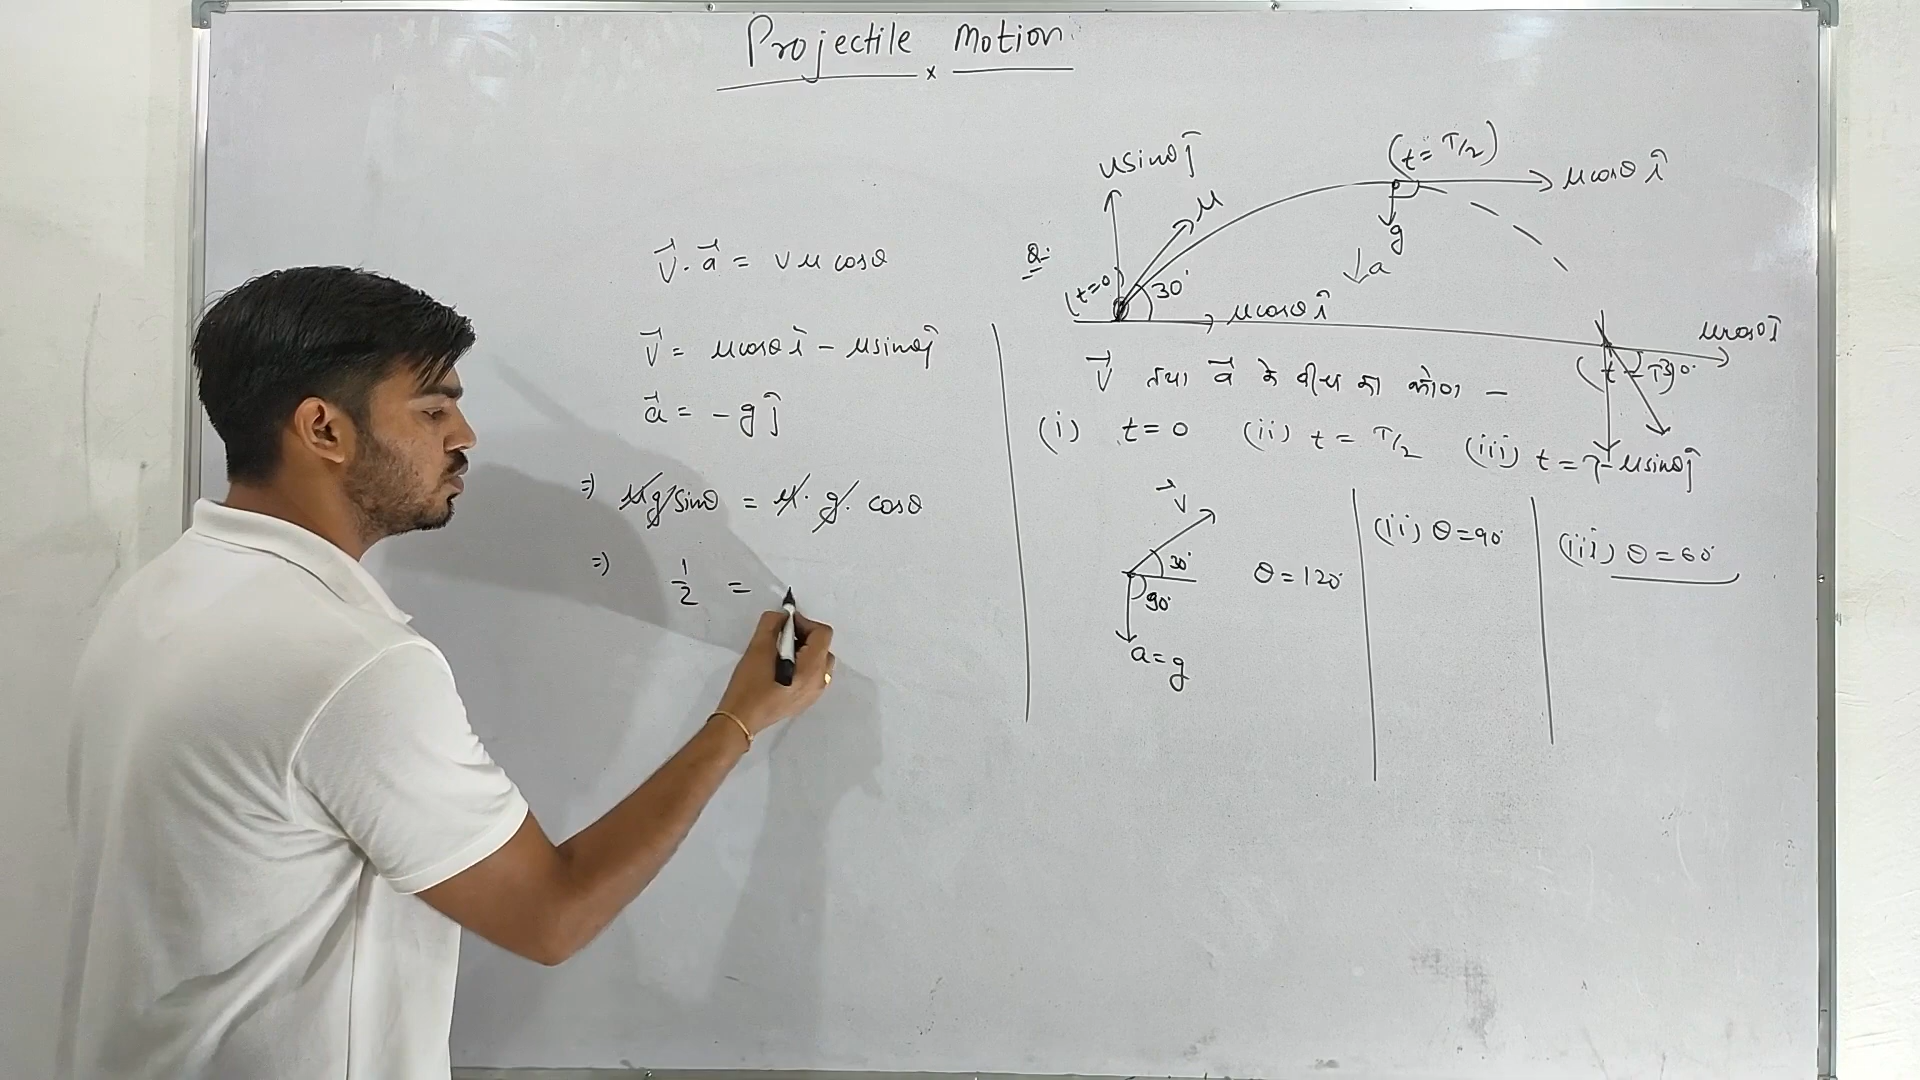 Projectile Motion
v⃗.a⃗ = v u cosθ
v⃗ = ucosθ î - usinθ ĵ
a⃗ = -g ĵ
⇒ ug sinθ = u. g. cosθ
⇒ 1/2 =
Q.
usinθ ĵ
u
(t = T/2)
ucosθ î
g
a
(t=0
30°
ucosθ î
ucosθ î
(t = T)
30°
- usinθ ĵ
v⃗ तथा a⃗ के बीच का कोण -
(i) t = 0 (ii) t = T/2 (iii) t = T
v⃗
30°
90°
a = g
θ = 120°
(ii) θ = 90°
(iii) θ = 60°